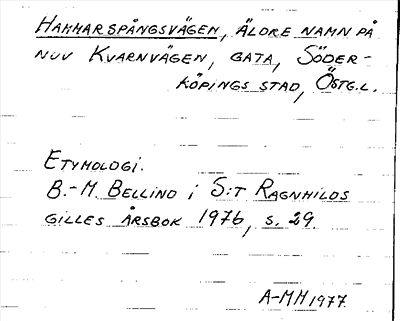 HAMMARSPÅNGSVÄGEN, ÄLDRE NAMN PÅ
NUV KVARNVÄGEN, GATA, SÖDER-
KÖPINGS STAD, ÖSTG.L.
ETYMOLOGI.
B.-M. BELLINO i S:T RAGNHILDS
GILLES ÅRSBOK 1976, s. 29.
A-MH 1977.